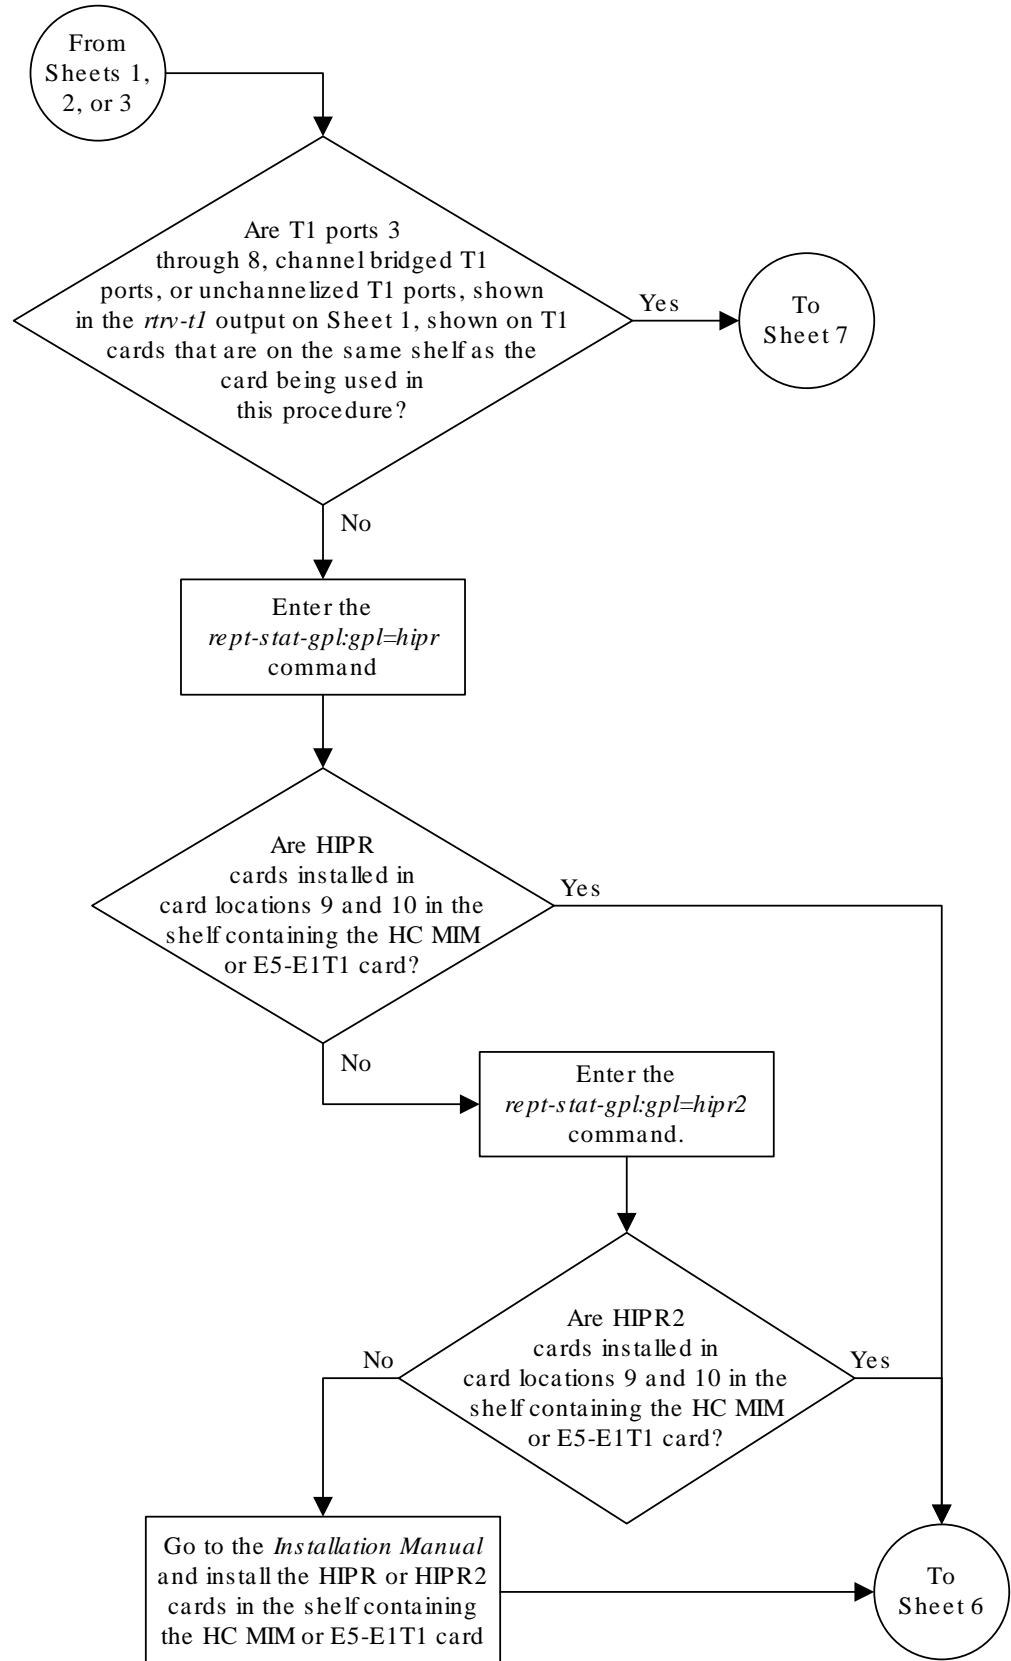 From
Sheets 1,
2, or 3
Are T1 ports 3
through 8, channel bridged T1
ports, or unchannelized T1 ports, shown
in the rtrv-t1 output on Sheet 1, shown on T1
cards that are on the same shelf as the
card being used in
this procedure?
Yes
To
Sheet 7
No
Enter the
rept-stat-gpl:gpl=hipr
command
Are HIPR
cards installed in
card locations 9 and 10 in the
shelf containing the HC MIM
or E5-E1T1 card?
Yes
No
Enter the
rept-stat-gpl:gpl=hipr2
command.
Are HIPR2
cards installed in
card locations 9 and 10 in the
shelf containing the HC MIM
or E5-E1T1 card?
No
Yes
Go to the Installation Manual
and install the HIPR or HIPR2
cards in the shelf containing
the HC MIM or E5-E1T1 card
To
Sheet 6